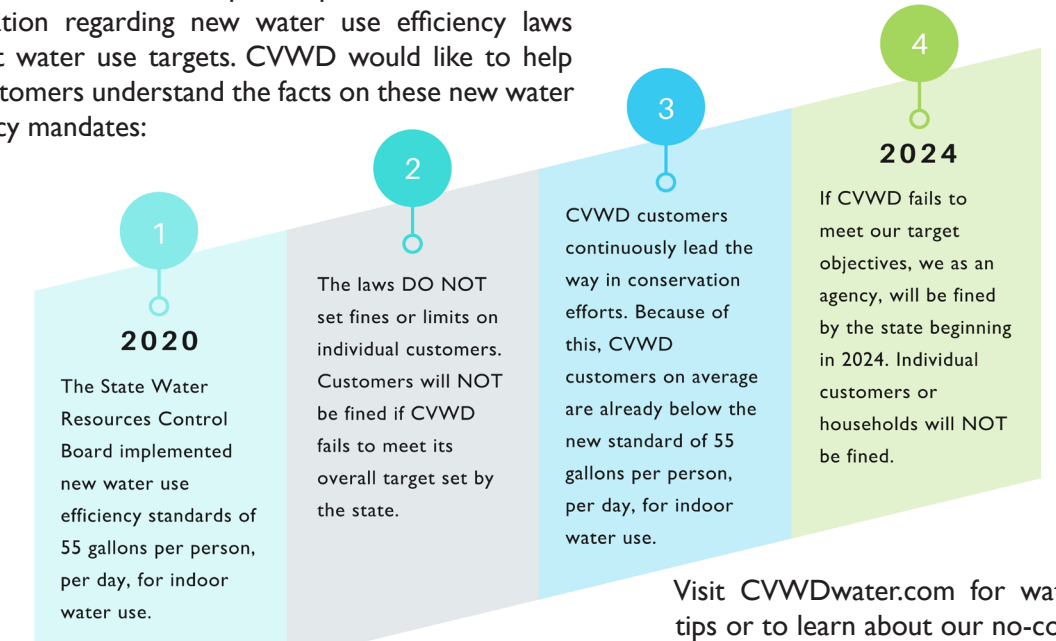 ation regarding new water use efficiency laws
water use targets. CVWD would like to help
tomers understand the facts on these new water
cy mandates:
1
2020
The State Water
Resources Control
Board implemented
new water use
efficiency standards of
55 gallons per person,
per day, for indoor
water use.
2
The laws DO NOT
set fines or limits on
individual customers.
Customers will NOT
be fined if CVWD
fails to meet its
overall target set by
the state.
3
CVWD customers
continuously lead the
way in conservation
efforts. Because of
this, CVWD
customers on average
are already below the
new standard of 55
gallons per person,
per day, for indoor
water use.
4
2024
If CVWD fails to
meet our target
objectives, we as an
agency, will be fined
by the state beginning
in 2024. Individual
customers or
households will NOT
be fined.
Visit CVWDwater.com for wat
tips or to learn about our no-co